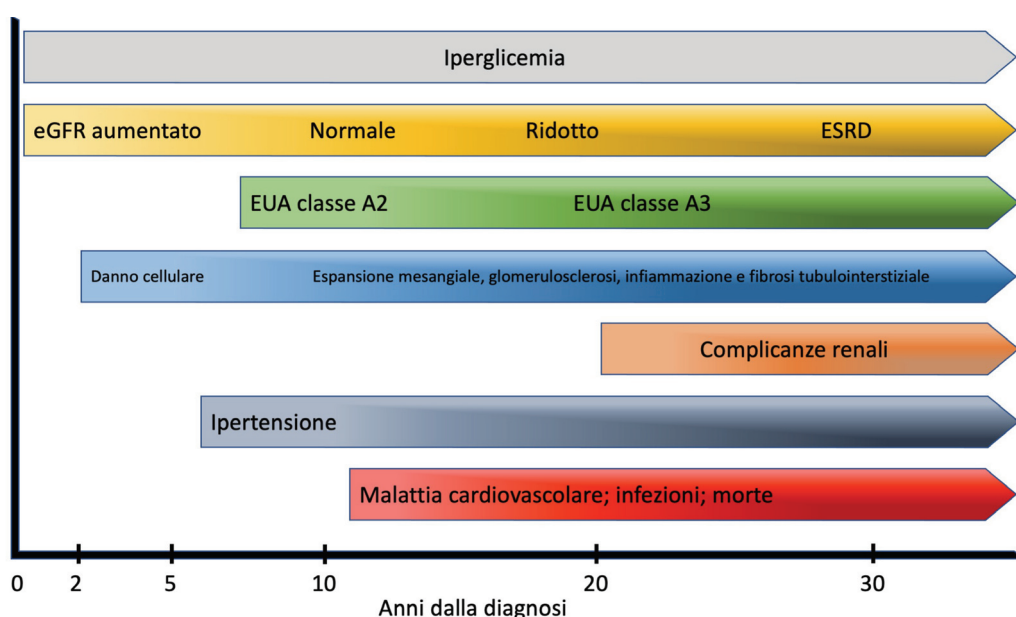 Iperglicemia
eGFR aumentato Normale Ridotto ESRD
EUA classe A2 EUA classe A3
Danno cellulare Espansione mesangiale, glomerulosclerosi, infiammazione e fibrosi tubulointerstiziale
Complicanze renali
Ipertensione
Malattia cardiovascolare; infezioni; morte
0 2 5 10 20 30
Anni dalla diagnosi